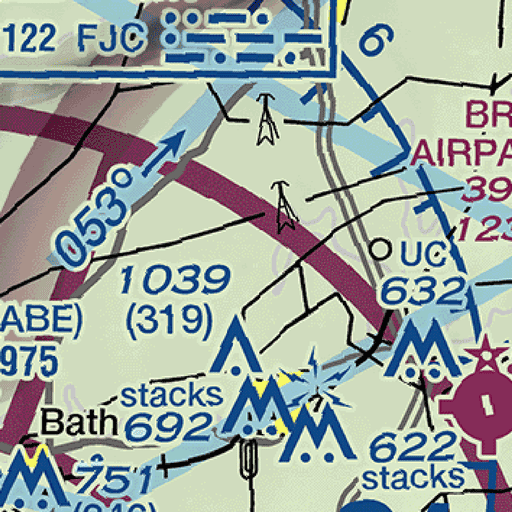 122 FJC
6
BR
AIRPA
39
123
053°
UC
632
1039
(319)
ABE)
975
stacks
692
Bath
622
stacks
751